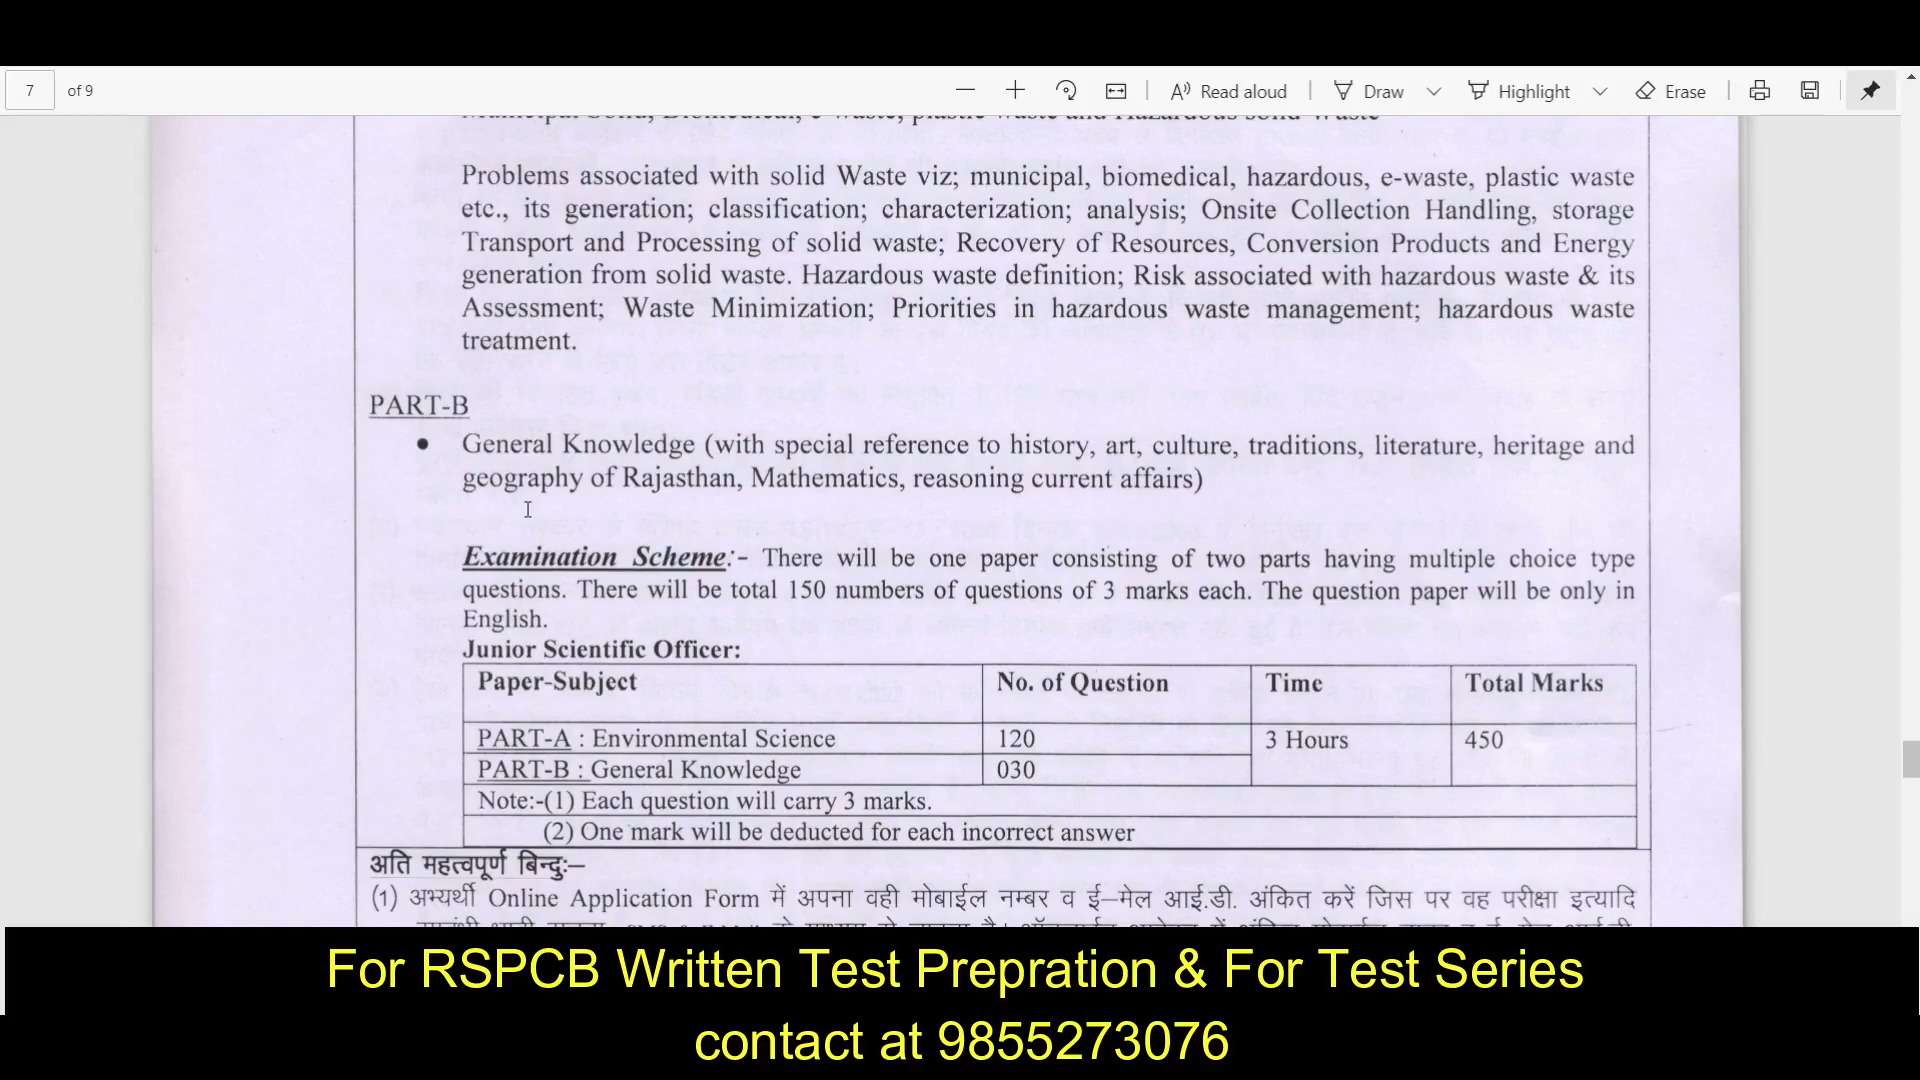 7 of 9
Read aloud
Draw
Highlight
Erase
Municipal Solid, Biomedical, e-waste, plastic waste and Hazardous solid Waste
Problems associated with solid Waste viz; municipal, biomedical, hazardous, e-waste, plastic waste
etc., its generation; classification; characterization; analysis; Onsite Collection Handling, storage
Transport and Processing of solid waste; Recovery of Resources, Conversion Products and Energy
generation from solid waste. Hazardous waste definition; Risk associated with hazardous waste & its
Assessment; Waste Minimization; Priorities in hazardous waste management; hazardous waste
treatment.
PART-B
• General Knowledge (with special reference to history, art, culture, traditions, literature, heritage and
geography of Rajasthan, Mathematics, reasoning current affairs)
Examination Scheme:- There will be one paper consisting of two parts having multiple choice type
questions. There will be total 150 numbers of questions of 3 marks each. The question paper will be only in
English.
Junior Scientific Officer:
Paper-Subject No. of Question Time Total Marks
PART-A : Environmental Science 120 3 Hours 450
PART-B : General Knowledge 030
Note:-(1) Each question will carry 3 marks.
(2) One mark will be deducted for each incorrect answer
अति महत्वपूर्ण बिन्दुः–
(1) अभ्यर्थी Online Application Form में अपना वही मोबाईल नम्बर व ई–मेल आई.डी. अंकित करें जिस पर वह परीक्षा इत्यादि
For RSPCB Written Test Prepration & For Test Series
contact at 9855273076